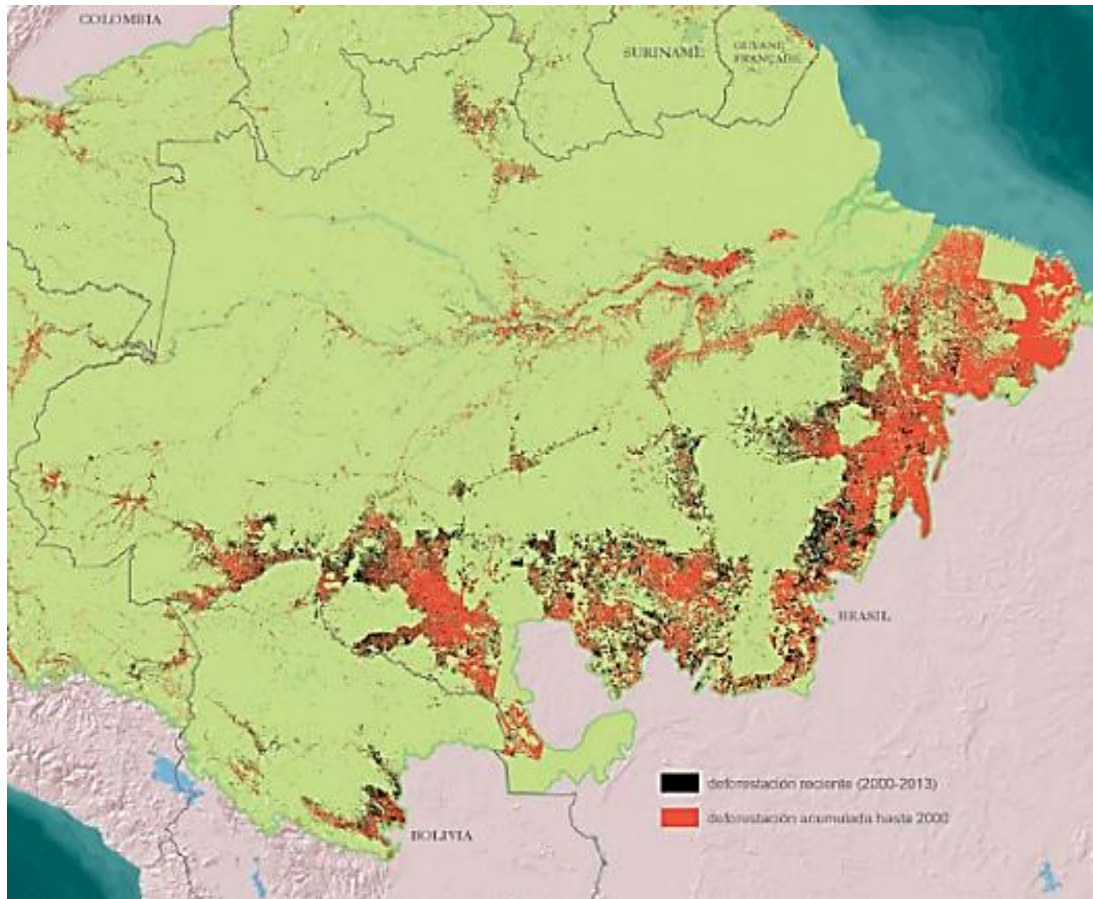 COLOMBIA
SURINAME
GUYANE
FRANÇAISE
BRASIL
deforestación reciente (2000-2013)
deforestación acumulada hasta 2000
BOLIVIA